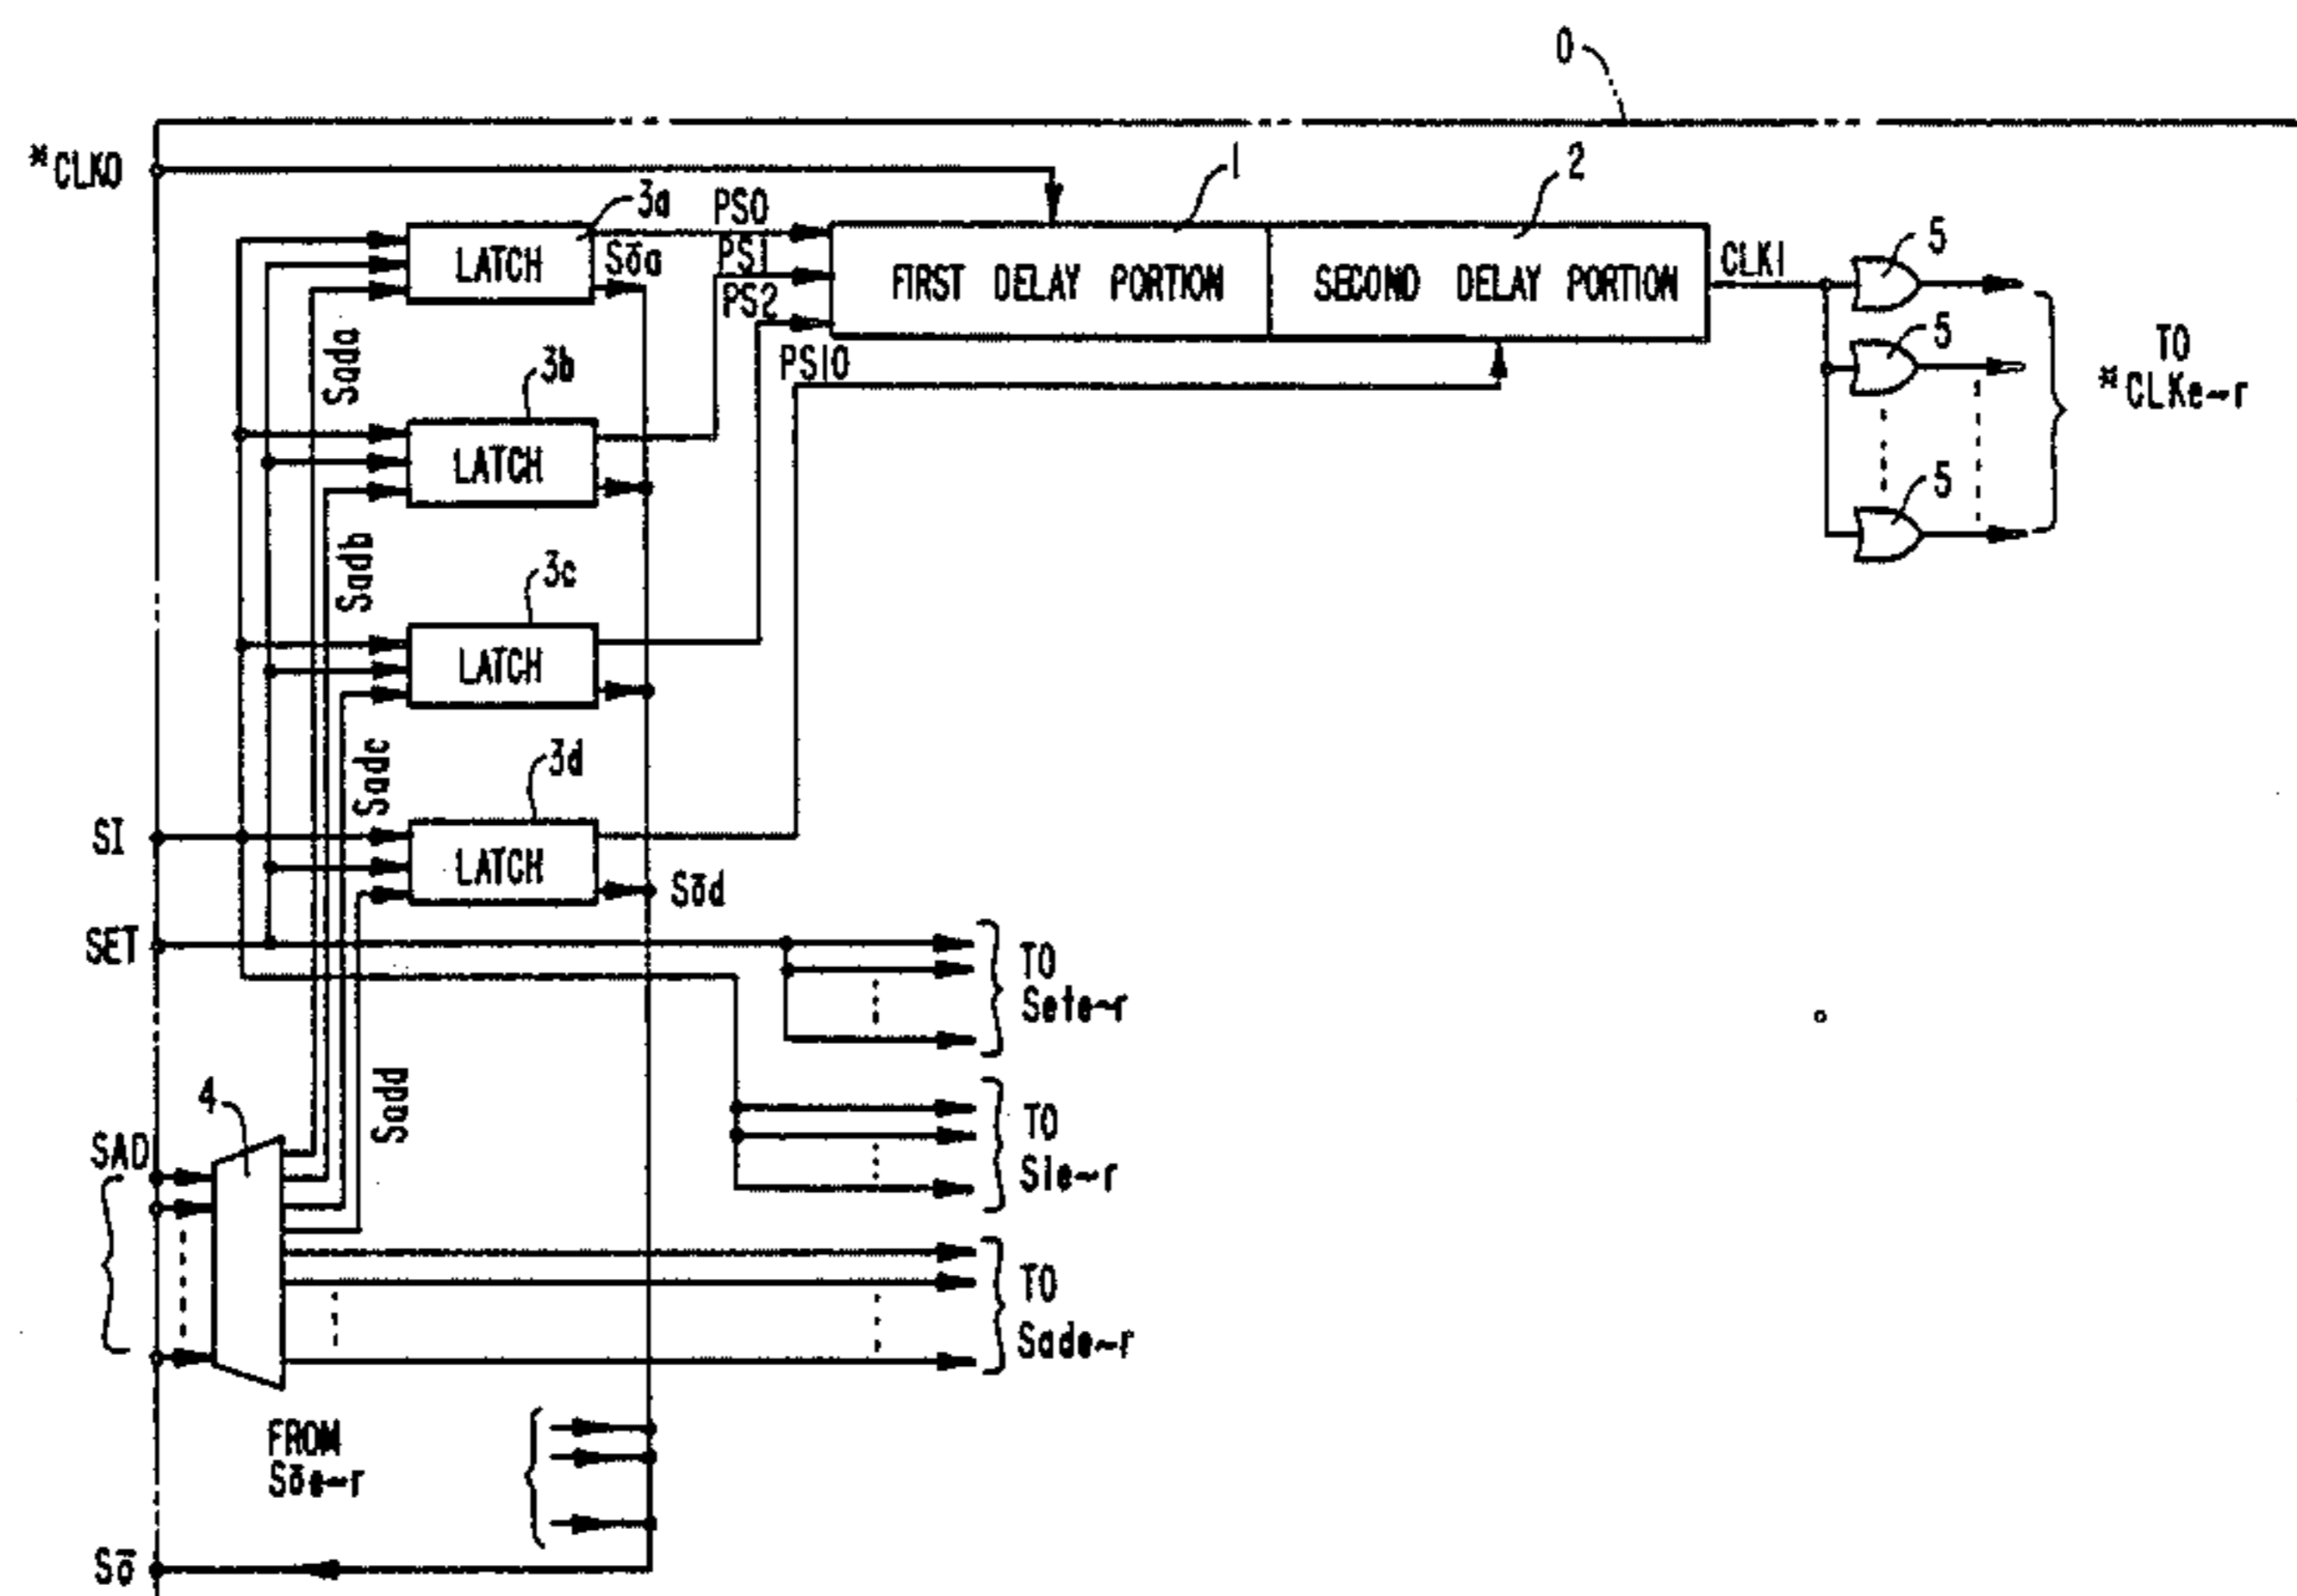 0
*CLK0
1
2
3a
PS0
Sōa
PS1
PS2
LATCH
FIRST DELAY PORTION
SECOND DELAY PORTION
CLK1
5
5
TO
*CLKe~r
5
PS10
Sada
3b
LATCH
Sadb
3c
LATCH
Sadc
3d
SI
LATCH
Sōd
SET
TO
Sete~r
Sadd
4
SAD
TO
SIe~r
TO
Sade~r
FROM
Sōe~r
Sō